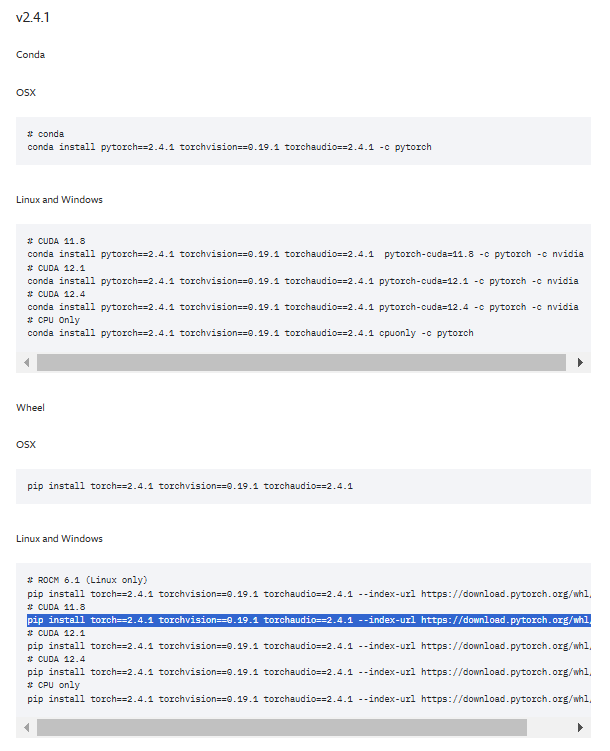 v2.4.1
Conda
OSX
# conda
conda install pytorch==2.4.1 torchvision==0.19.1 torchaudio==2.4.1 -c pytorch
Linux and Windows
# CUDA 11.8
conda install pytorch==2.4.1 torchvision==0.19.1 torchaudio==2.4.1  pytorch-cuda=11.8 -c pytorch -c nvidia
# CUDA 12.1
conda install pytorch==2.4.1 torchvision==0.19.1 torchaudio==2.4.1 pytorch-cuda=12.1 -c pytorch -c nvidia
# CUDA 12.4
conda install pytorch==2.4.1 torchvision==0.19.1 torchaudio==2.4.1 pytorch-cuda=12.4 -c pytorch -c nvidia
# CPU Only
conda install pytorch==2.4.1 torchvision==0.19.1 torchaudio==2.4.1 cpuonly -c pytorch
Wheel
OSX
pip install torch==2.4.1 torchvision==0.19.1 torchaudio==2.4.1
Linux and Windows
# ROCM 6.1 (Linux only)
pip install torch==2.4.1 torchvision==0.19.1 torchaudio==2.4.1 --index-url https://download.pytorch.org/whl/
# CUDA 11.8
pip install torch==2.4.1 torchvision==0.19.1 torchaudio==2.4.1 --index-url https://download.pytorch.org/whl/
# CUDA 12.1
pip install torch==2.4.1 torchvision==0.19.1 torchaudio==2.4.1 --index-url https://download.pytorch.org/whl/
# CUDA 12.4
pip install torch==2.4.1 torchvision==0.19.1 torchaudio==2.4.1 --index-url https://download.pytorch.org/whl/
# CPU only
pip install torch==2.4.1 torchvision==0.19.1 torchaudio==2.4.1 --index-url https://download.pytorch.org/whl/